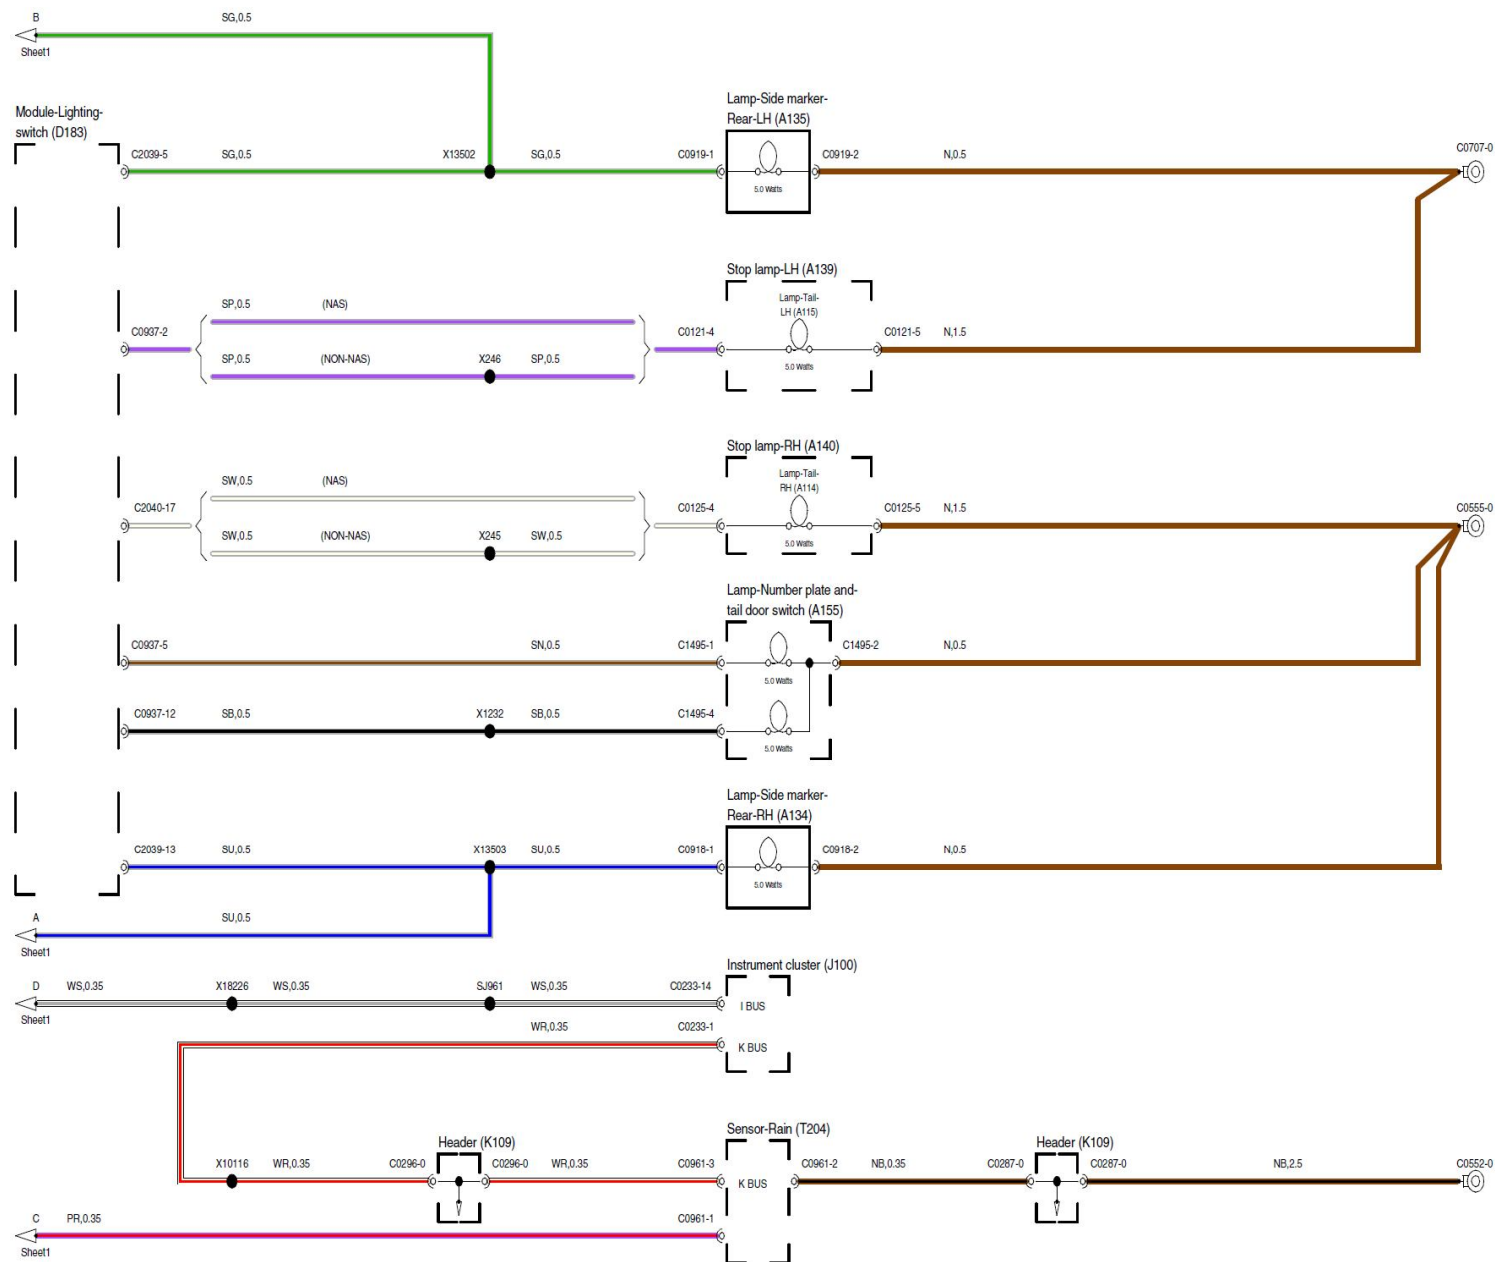 B
SG,0.5
Sheet1
Module-Lighting-
switch (D183)
Lamp-Side marker-
Rear-LH (A135)
C2039-5
SG,0.5
X13502
SG,0.5
C0919-1
C0919-2
N,0.5
C0707-0
5.0 Watts
Stop lamp-LH (A139)
Lamp-Tail-
LH (A115)
SP,0.5
(NAS)
C0937-2
C0121-4
C0121-5
N,1.5
SP,0.5
(NON-NAS)
X246
SP,0.5
5.0 Watts
Stop lamp-RH (A140)
Lamp-Tail-
RH (A114)
SW,0.5
(NAS)
C2040-17
C0125-4
C0125-5
N,1.5
C0555-0
SW,0.5
(NON-NAS)
X245
SW,0.5
5.0 Watts
Lamp-Number plate and-
tail door switch (A155)
C0937-5
SN,0.5
C1495-1
C1495-2
N,0.5
5.0 Watts
C0937-12
SB,0.5
X1232
SB,0.5
C1495-4
5.0 Watts
Lamp-Side marker-
Rear-RH (A134)
C2039-13
SU,0.5
X13503
SU,0.5
C0918-1
C0918-2
N,0.5
5.0 Watts
A
SU,0.5
Sheet1
Instrument cluster (J100)
D
WS,0.35
X18226
WS,0.35
SJ961
WS,0.35
C0233-14
I BUS
Sheet1
WR,0.35
C0233-1
K BUS
Sensor-Rain (T204)
Header (K109)
Header (K109)
X10116
WR,0.35
C0296-0
C0296-0
WR,0.35
C0961-3
K BUS
C0961-2
NB,0.35
C0287-0
C0287-0
NB,2.5
C0552-0
C
PR,0.35
C0961-1
Sheet1